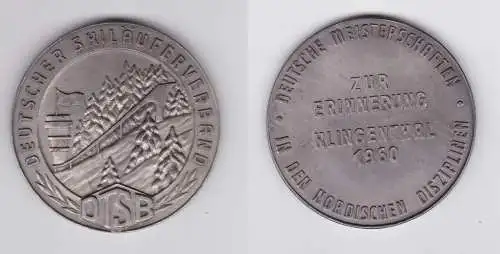 DEUTSCHER SKILÄUFERVERBAND
DTSB
DEUTSCHE MEISTERSCHAFTEN
IN DEN NORDISCHEN DISZIPLINEN
ZUR
ERINNERUNG
KLINGENTHAL
1960